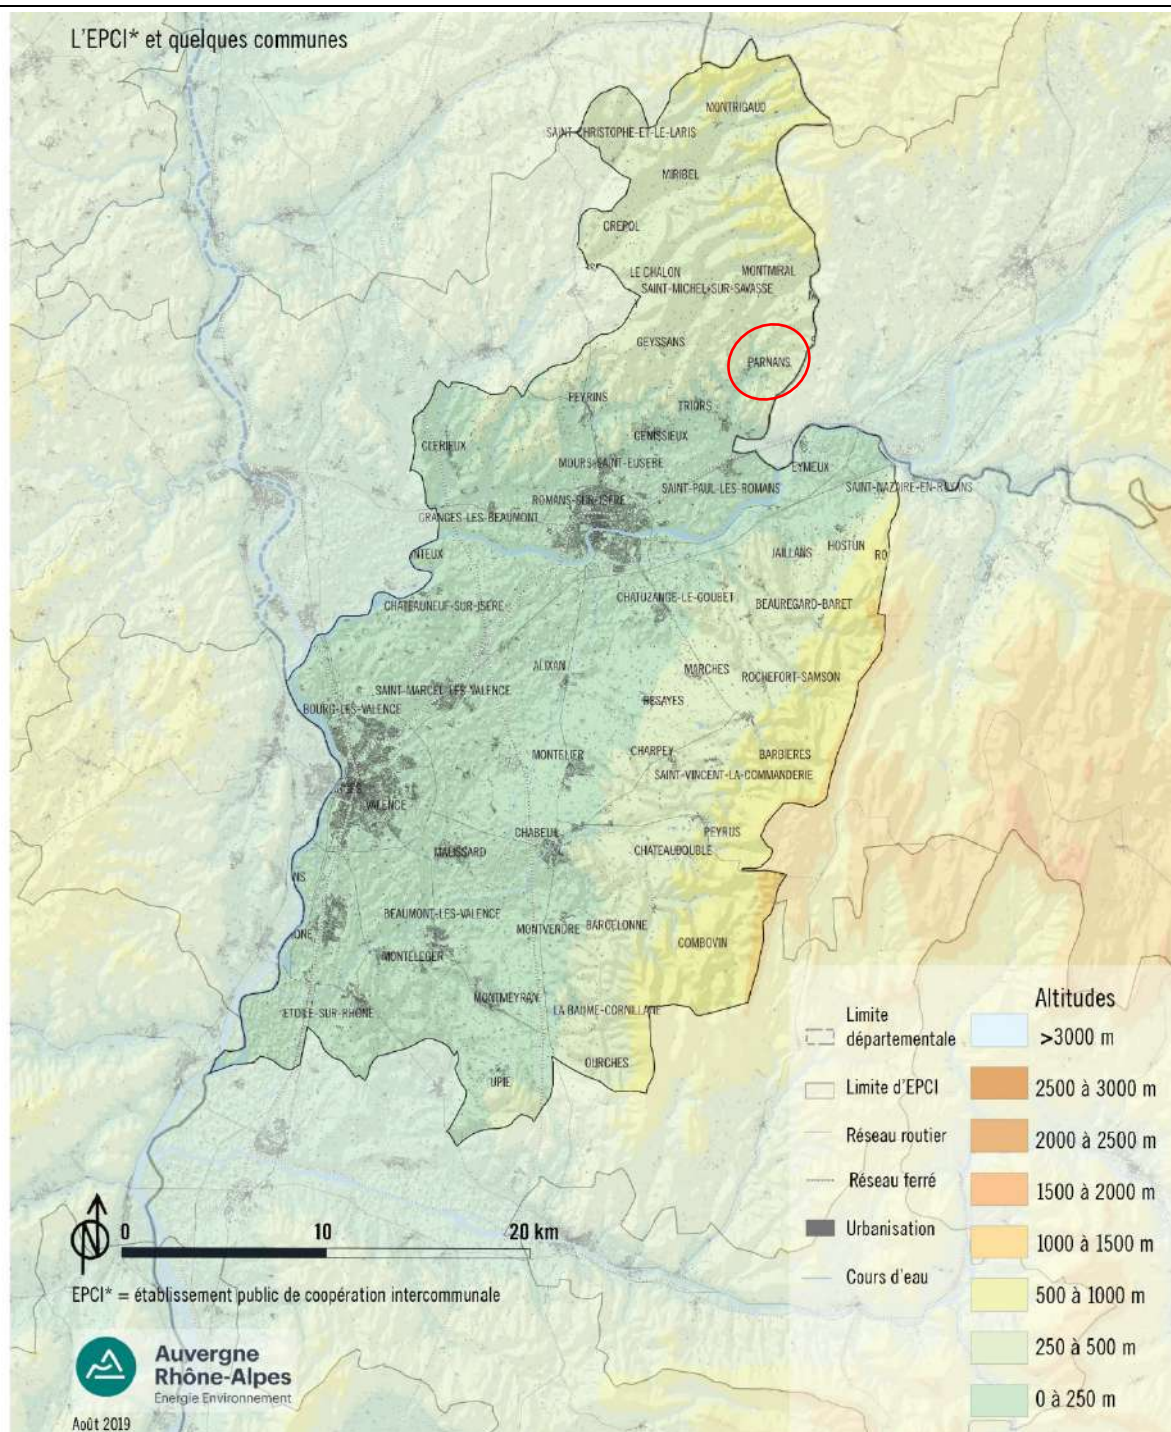 L'EPCI* et quelques communes
MONTRIGAUD
SAINT-CHRISTOPHE-ET-LE-LARIS
MIRIBEL
CREPOL
LE CHALON
MONTMIRAL
SAINT-MICHEL-SUR-SAVASSE
GEYSSANS
PARNANS
PEYRINS
TRIORS
CLERIEUX
GENISSIEUX
MOURS-SAINT-EUSEBE
EYMEUX
SAINT-PAUL-LES-ROMANS
SAINT-NAZAIRE-EN-ROYANS
ROMANS-SUR-ISERE
GRANGES-LES-BEAUMONT
HOSTUN
JAILLANS
RO
NTEUX
CHATUZANGE-LE-GOUBET
BEAUREGARD-BARET
CHATEAUNEUF-SUR-ISERE
ALIXAN
MARCHES
ROCHEFORT-SAMSON
SAINT-MARCEL-LES-VALENCE
BESAYES
BOURG-LES-VALENCE
MONTELIER
CHARPEY
BARBIERES
SAINT-VINCENT-LA-COMMANDERIE
VALENCE
CHABEUIL
PEYRUS
MALISSARD
CHATEAUDOUBLE
NS
BEAUMONT-LES-VALENCE
MONTVENDRE
BARCELONNE
ONE
COMBOVIN
MONTELEGER
MONTMEYRAN
LA BAUME-CORNILLANE
ETOILE-SUR-RHONE
OURCHES
UPIE
Altitudes
Limite
départementale
>3000 m
Limite d'EPCI
2500 à 3000 m
Réseau routier
2000 à 2500 m
Réseau ferré
1500 à 2000 m
Urbanisation
1000 à 1500 m
Cours d'eau
500 à 1000 m
250 à 500 m
0 à 250 m
N
0 10 20 km
EPCI* = établissement public de coopération intercommunale
Auvergne
Rhône-Alpes
Énergie Environnement
Août 2019